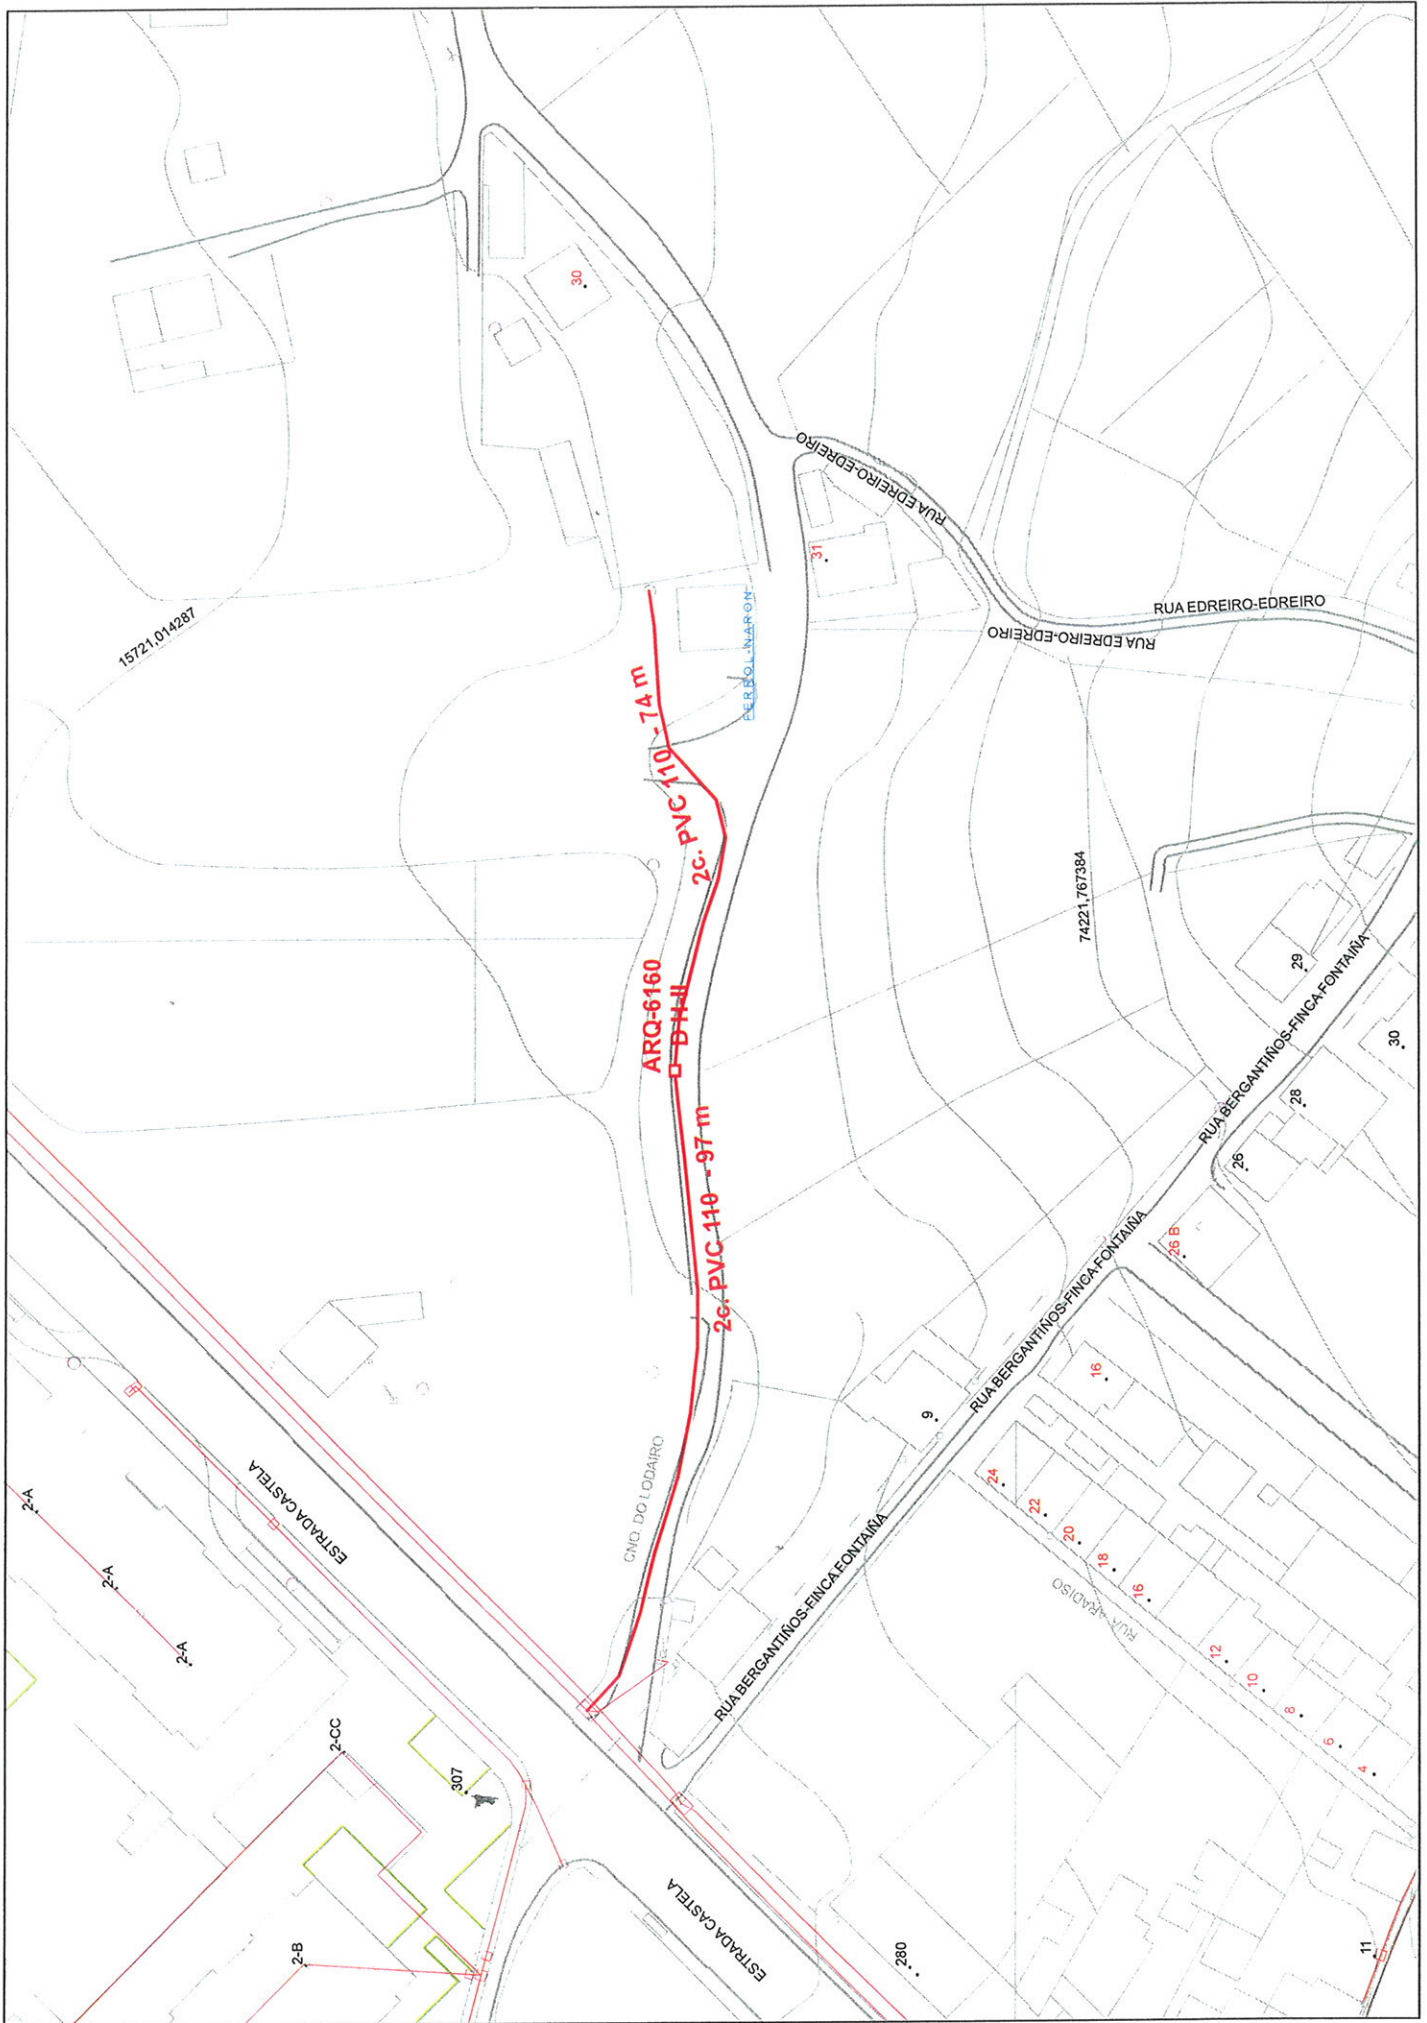 30
RUA EDREIRO-EDREIRO
31
RUA EDREIRO-EDREIRO
RUA EDREIRO-EDREIRO
15721,014287
FERROL-NARON
2c. PVC 110 - 74 m
ARQ-6160
D H-II
2c. PVC 110 - 97 m
74221,767384
29
RUA BERGANTIÑOS-FINCA FONTAIÑA
30
28
26
26 B
RUA BERGANTIÑOS-FINCA FONTAIÑA
16
9
24
22
20
18
16
12
10
8
6
4
RUA BERGANTIÑOS-FINCA FONTAIÑA
CNO. DO LODAIRO
ESTRADA CASTELA
2-A
2-A
2-A
2-CC
307
2-B
ESTRADA CASTELA
280
11